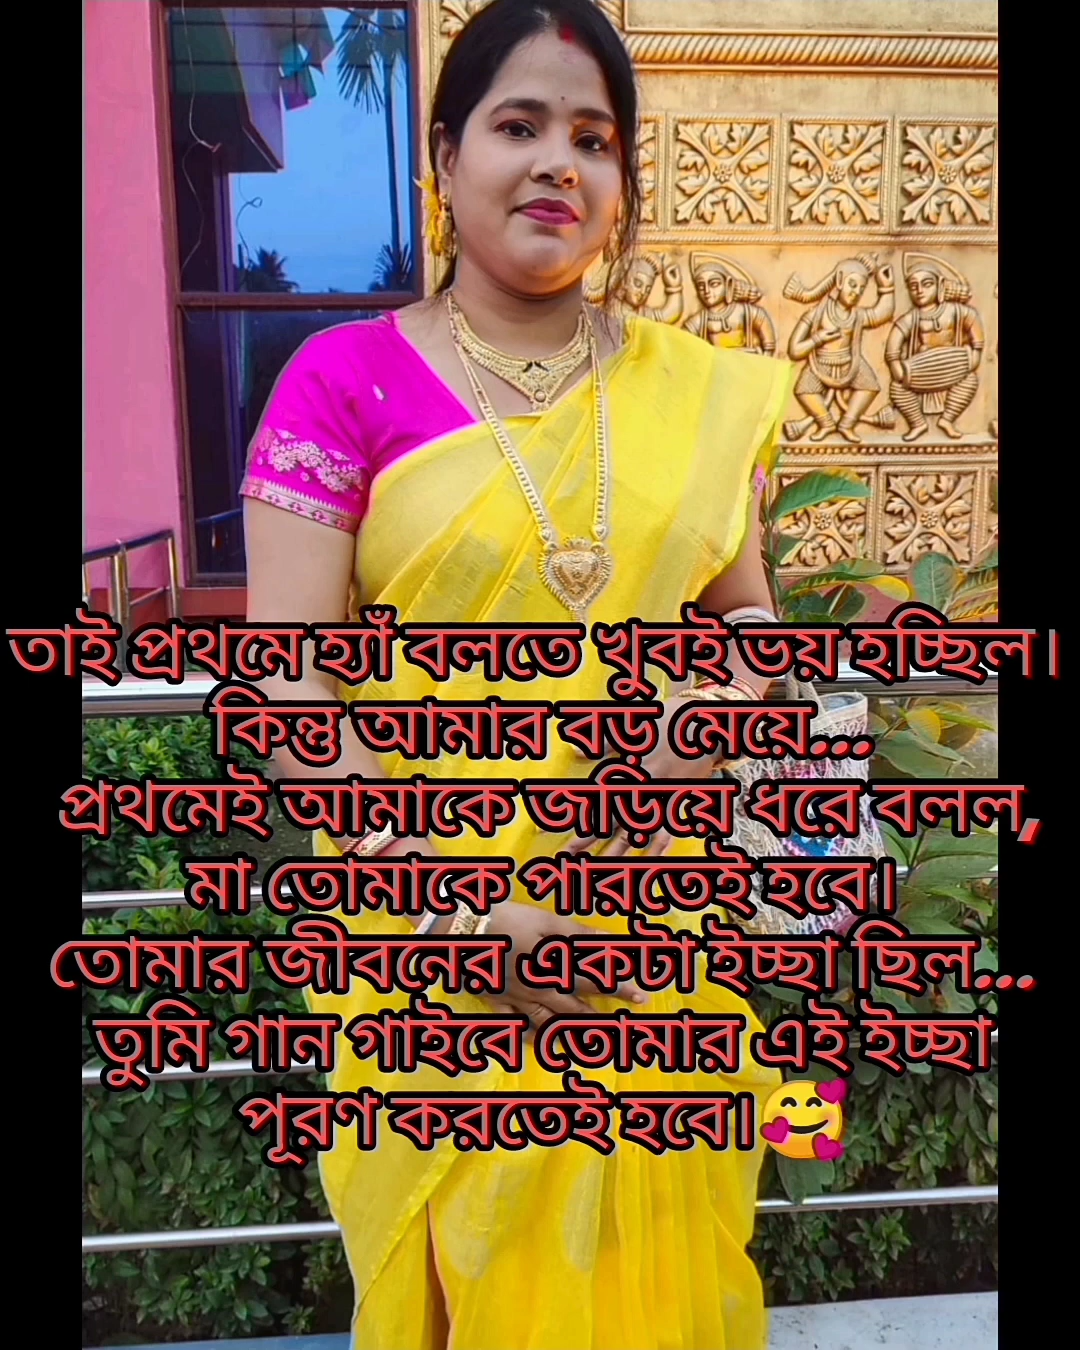 তাই প্রথমে হ্যাঁ বলতে খুবই ভয় হচ্ছিল।
কিন্তু আমার বড় মেয়ে...
প্রথমেই আমাকে জড়িয়ে ধরে বলল,
মা তোমাকে পারতেই হবে।
তোমার জীবনের একটা ইচ্ছা ছিল...
তুমি গান গাইবে তোমার এই ইচ্ছা
পূরণ করতেই হবে।🥰